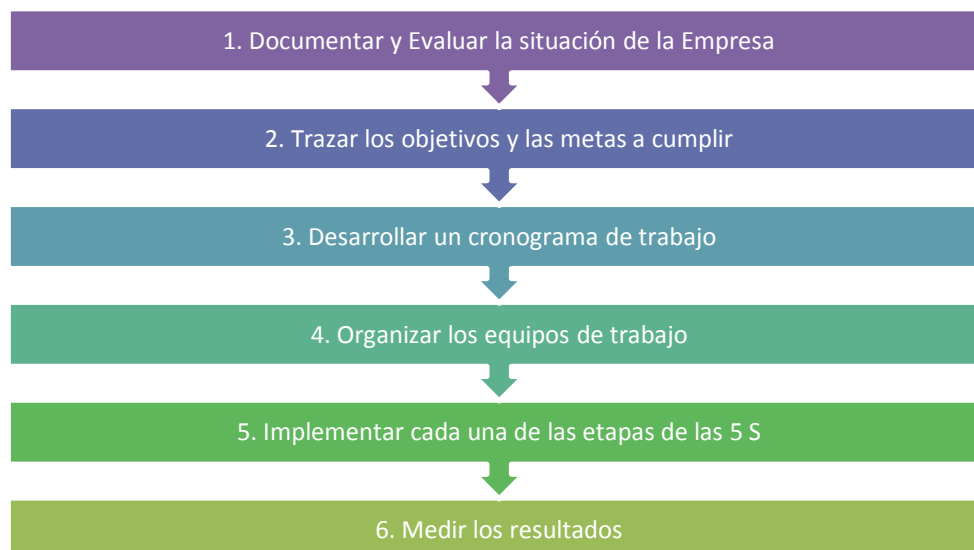 1. Documentar y Evaluar la situación de la Empresa
2. Trazar los objetivos y las metas a cumplir
3. Desarrollar un cronograma de trabajo
4. Organizar los equipos de trabajo
5. Implementar cada una de las etapas de las 5 S
6. Medir los resultados